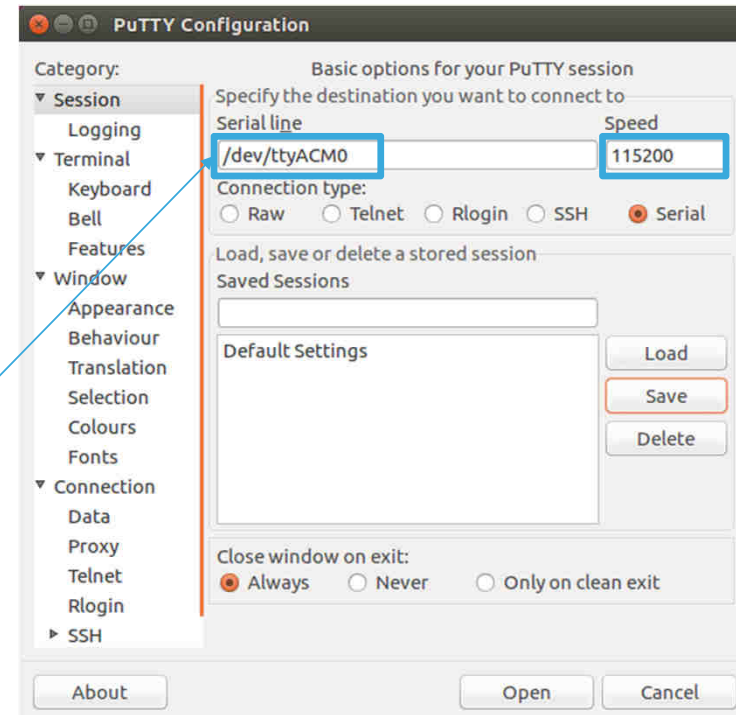 PuTTY Configuration
Category:
Session
Logging
Terminal
Keyboard
Bell
Features
Window
Appearance
Behaviour
Translation
Selection
Colours
Fonts
Connection
Data
Proxy
Telnet
Rlogin
SSH
Basic options for your PuTTY session
Specify the destination you want to connect to
Serial line Speed
/dev/ttyACM0 115200
Connection type:
Raw Telnet Rlogin SSH Serial
Load, save or delete a stored session
Saved Sessions
Default Settings
Load
Save
Delete
Close window on exit:
Always Never Only on clean exit
About Open Cancel